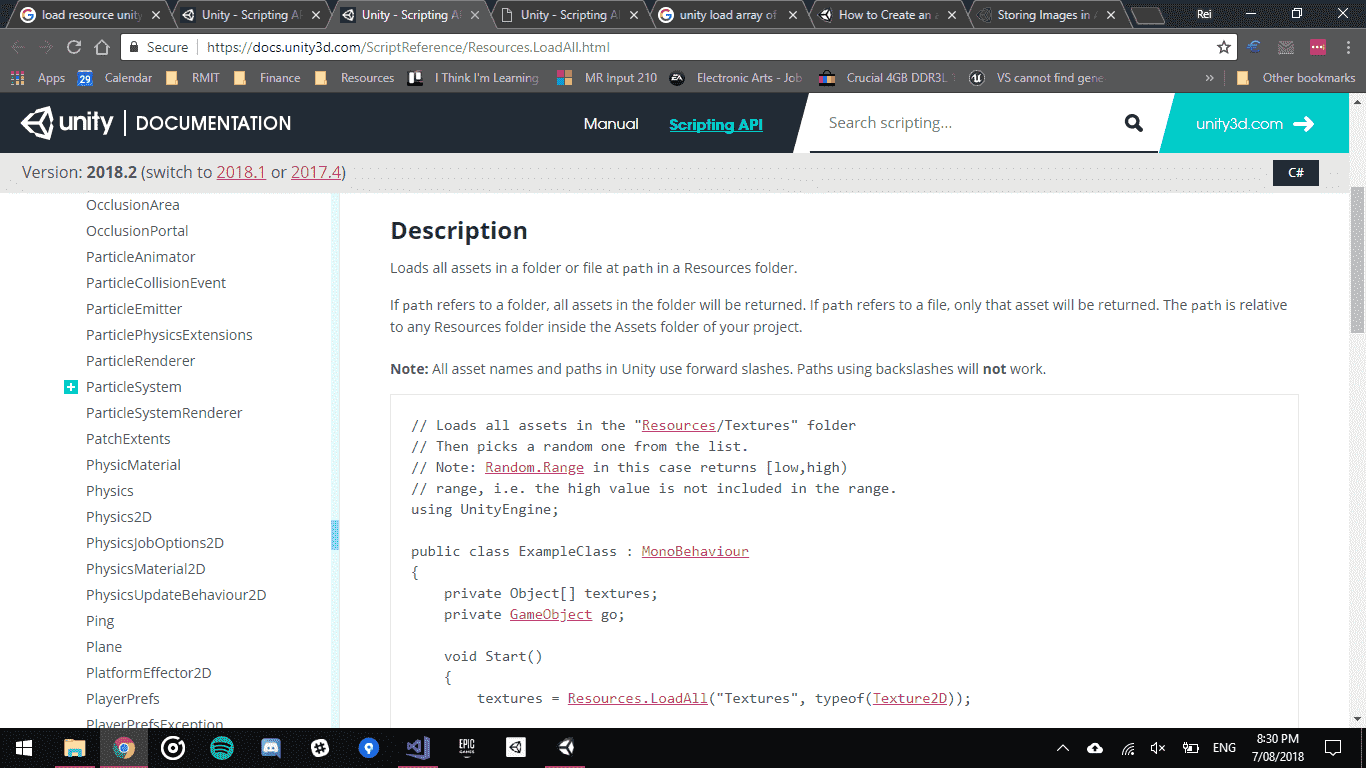 load resource unity
Unity - Scripting AP
Unity - Scripting AP
Unity - Scripting AP
unity load array of
How to Create an a
Storing Images in A
Rei
Secure
https://docs.unity3d.com/ScriptReference/Resources.LoadAll.html
Apps
29
Calendar
RMIT
Finance
Resources
I Think I'm Learning
MR Input 210
Electronic Arts - Job
Crucial 4GB DDR3L
VS cannot find gene
»
Other bookmarks
unity | DOCUMENTATION
Manual
Scripting API
Search scripting...
unity3d.com
Version: 2018.2 (switch to 2018.1 or 2017.4)
C#
OcclusionArea
OcclusionPortal
ParticleAnimator
ParticleCollisionEvent
ParticleEmitter
ParticlePhysicsExtensions
ParticleRenderer
ParticleSystem
ParticleSystemRenderer
PatchExtents
PhysicMaterial
Physics
Physics2D
PhysicsJobOptions2D
PhysicsMaterial2D
PhysicsUpdateBehaviour2D
Ping
Plane
PlatformEffector2D
PlayerPrefs
PlayerPrefsException
Description
Loads all assets in a folder or file at path in a Resources folder.
If path refers to a folder, all assets in the folder will be returned. If path refers to a file, only that asset will be returned. The path is relative
to any Resources folder inside the Assets folder of your project.
Note: All asset names and paths in Unity use forward slashes. Paths using backslashes will not work.
// Loads all assets in the "Resources/Textures" folder
// Then picks a random one from the list.
// Note: Random.Range in this case returns [low,high)
// range, i.e. the high value is not included in the range.
using UnityEngine;
public class ExampleClass : MonoBehaviour
{
private Object[] textures;
private GameObject go;
void Start()
{
textures = Resources.LoadAll("Textures", typeof(Texture2D));
EPIC
GAMES
ENG
8:30 PM
7/08/2018